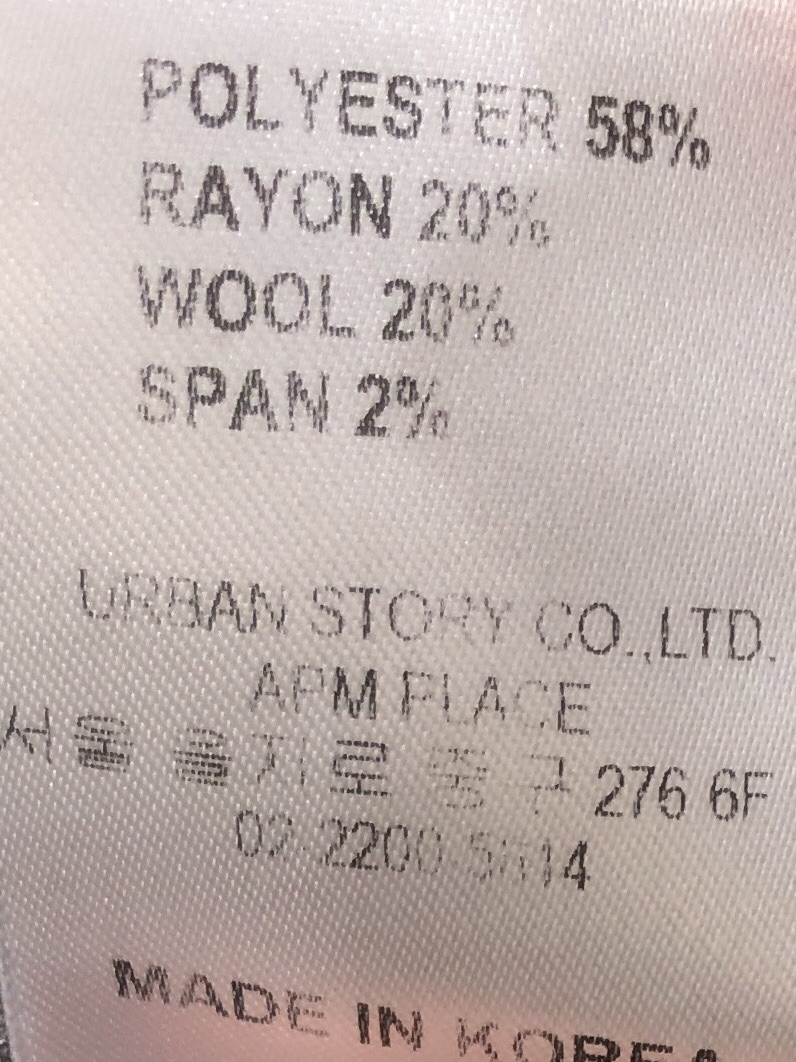 POLYESTER 58%
RAYON 20%
WOOL 20%
SPAN 2%
URBAN STORY CO.,LTD.
APM PLACE
서울 을지로 중구 276 6F
MADE IN KOREA